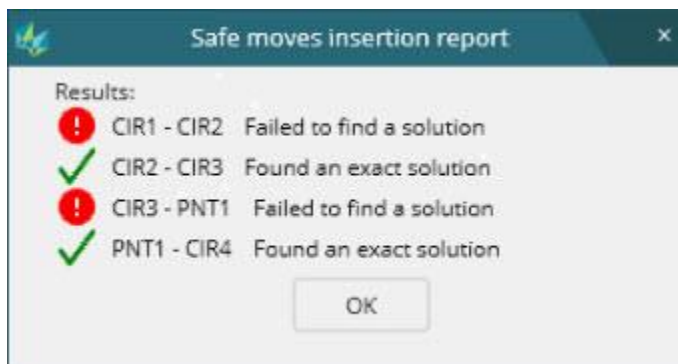 Safe moves insertion report
Results:
CIR1 - CIR2 Failed to find a solution
CIR2 - CIR3 Found an exact solution
CIR3 - PNT1 Failed to find a solution
PNT1 - CIR4 Found an exact solution
OK